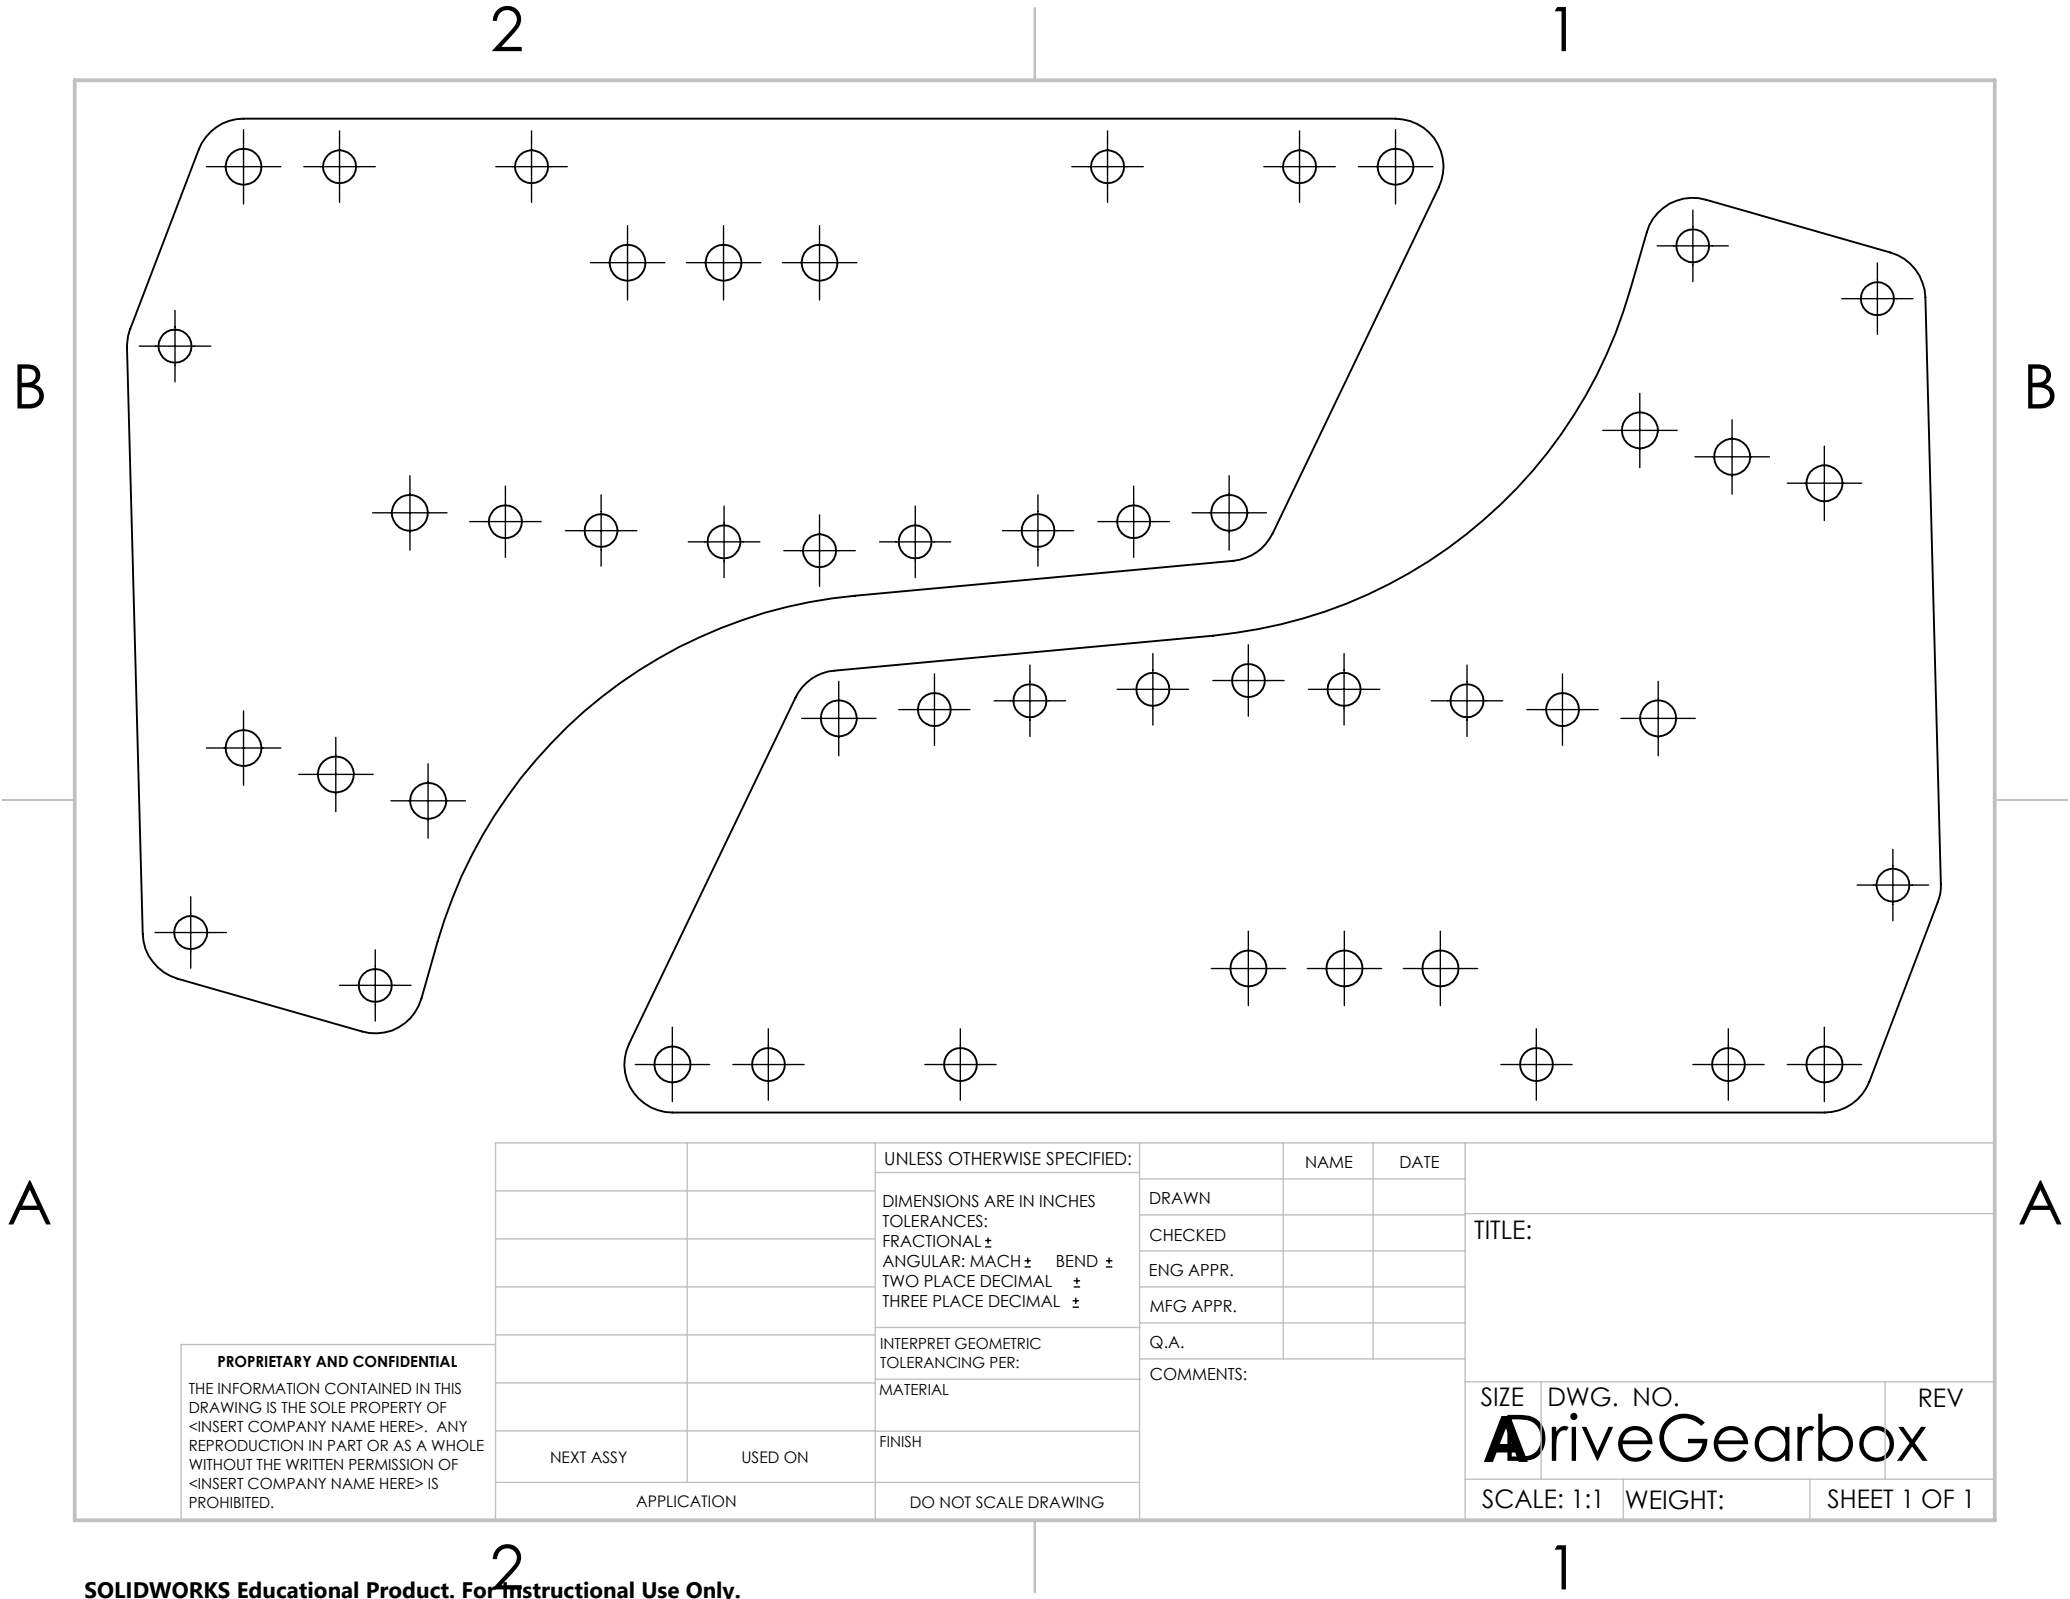 2 1
B B
A A
UNLESS OTHERWISE SPECIFIED:
DIMENSIONS ARE IN INCHES
TOLERANCES:
FRACTIONAL ±
ANGULAR: MACH ± BEND ±
TWO PLACE DECIMAL ±
THREE PLACE DECIMAL ±
INTERPRET GEOMETRIC
TOLERANCING PER:
MATERIAL
FINISH
DO NOT SCALE DRAWING
NAME DATE
DRAWN
CHECKED
ENG APPR.
MFG APPR.
Q.A.
COMMENTS:
TITLE:
SIZE DWG. NO. REV
A DriveGearbox
SCALE: 1:1 WEIGHT: SHEET 1 OF 1
PROPRIETARY AND CONFIDENTIAL
THE INFORMATION CONTAINED IN THIS
DRAWING IS THE SOLE PROPERTY OF
<INSERT COMPANY NAME HERE>. ANY
REPRODUCTION IN PART OR AS A WHOLE
WITHOUT THE WRITTEN PERMISSION OF
<INSERT COMPANY NAME HERE> IS
PROHIBITED.
NEXT ASSY USED ON
APPLICATION
2 1
SOLIDWORKS Educational Product. For Instructional Use Only.